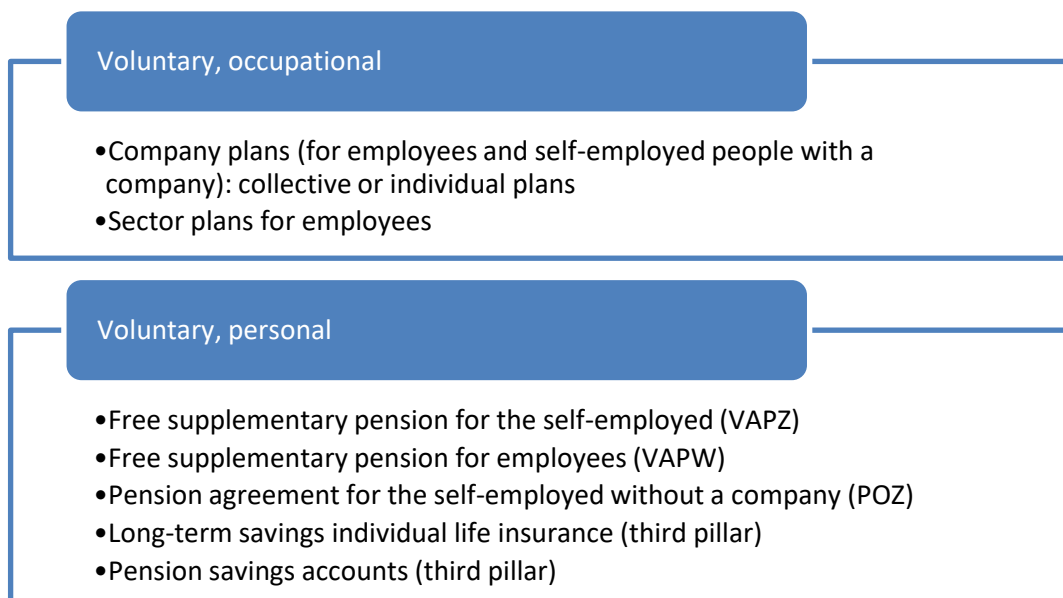 Voluntary, occupational
•Company plans (for employees and self-employed people with a
company): collective or individual plans
•Sector plans for employees
Voluntary, personal
•Free supplementary pension for the self-employed (VAPZ)
•Free supplementary pension for employees (VAPW)
•Pension agreement for the self-employed without a company (POZ)
•Long-term savings individual life insurance (third pillar)
•Pension savings accounts (third pillar)